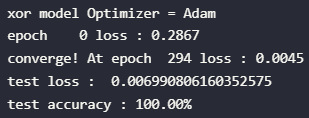 xor model Optimizer = Adam
epoch    0 loss : 0.2867
converge! At epoch  294 loss : 0.0045
test loss :  0.006990806160352575
test accuracy : 100.00%